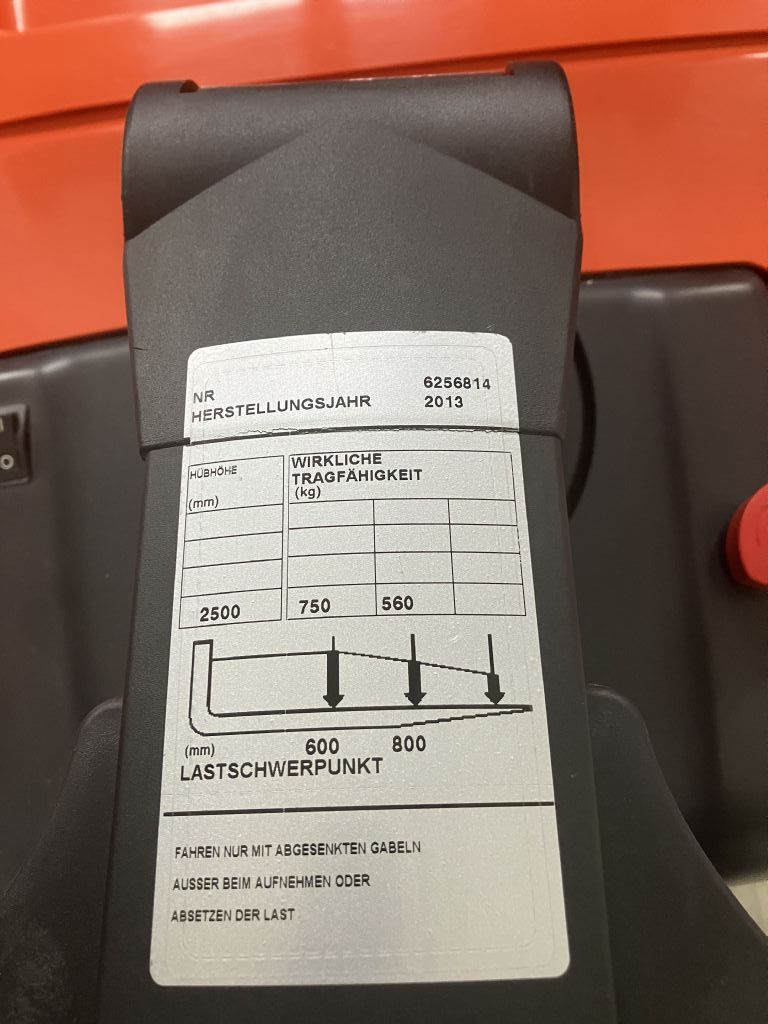 NR 6256814
HERSTELLUNGSJAHR 2013
HÜBHÖHE
(mm)
WIRKLICHE
TRAGFÄHIGKEIT
(kg)
2500 750 560
(mm) 600 800
LASTSCHWERPUNKT
FAHREN NUR MIT ABGESENKTEN GABELN
AUSSER BEIM AUFNEHMEN ODER
ABSETZEN DER LAST